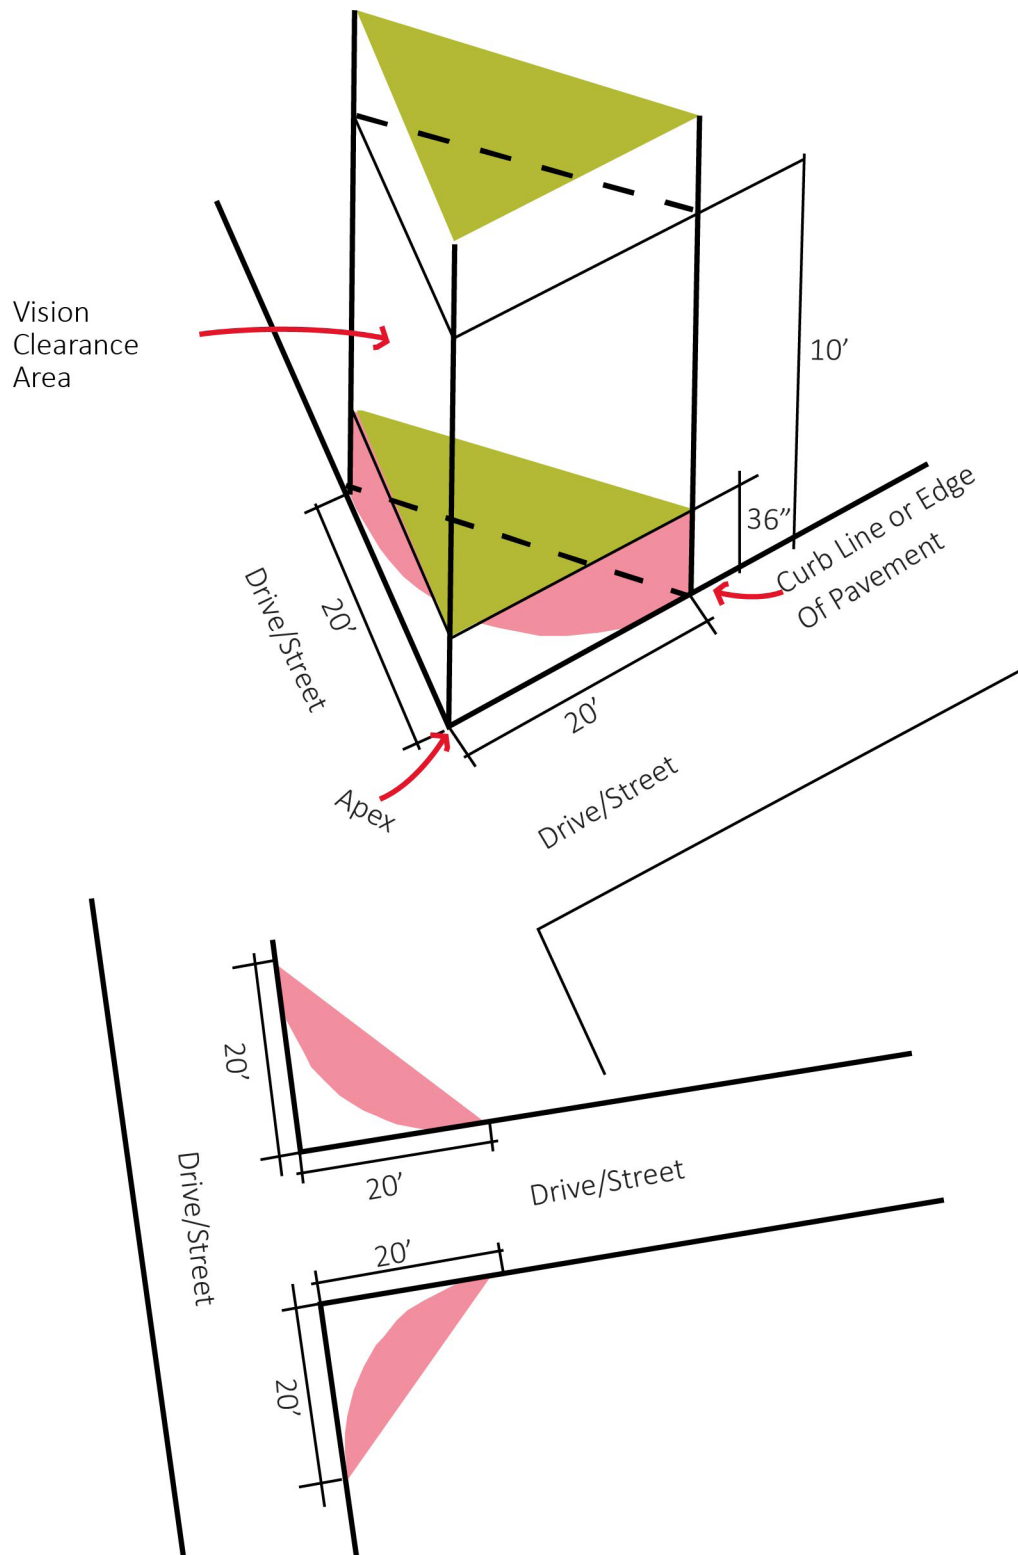 Vision
Clearance
Area
10’
36”
Curb Line or Edge
Of Pavement
Drive/Street
20’
20’
Apex
Drive/Street
20’
20’
Drive/Street
Drive/Street
20’
20’